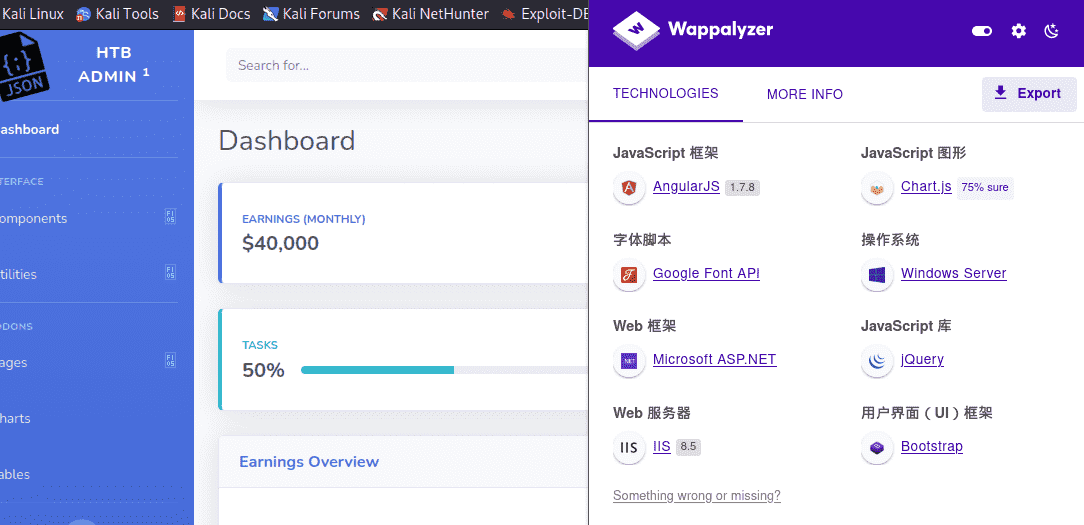 Kali Linux Kali Tools Kali Docs Kali Forums Kali NetHunter Exploit-DB
{;}
JSON
HTB
ADMIN 1
ashboard
TERFACE
omponents
tilities
DDONS
ages
harts
ables
Search for...
Dashboard
EARNINGS (MONTHLY)
$40,000
TASKS
50%
Earnings Overview
Wappalyzer
TECHNOLOGIES
MORE INFO
Export
JavaScript 框架
AngularJS 1.7.8
JavaScript 图形
Chart.js 75% sure
字体脚本
Google Font API
操作系统
Windows Server
Web 框架
Microsoft ASP.NET
JavaScript 库
jQuery
Web 服务器
IIS IIS 8.5
用户界面（UI）框架
Bootstrap
Something wrong or missing?